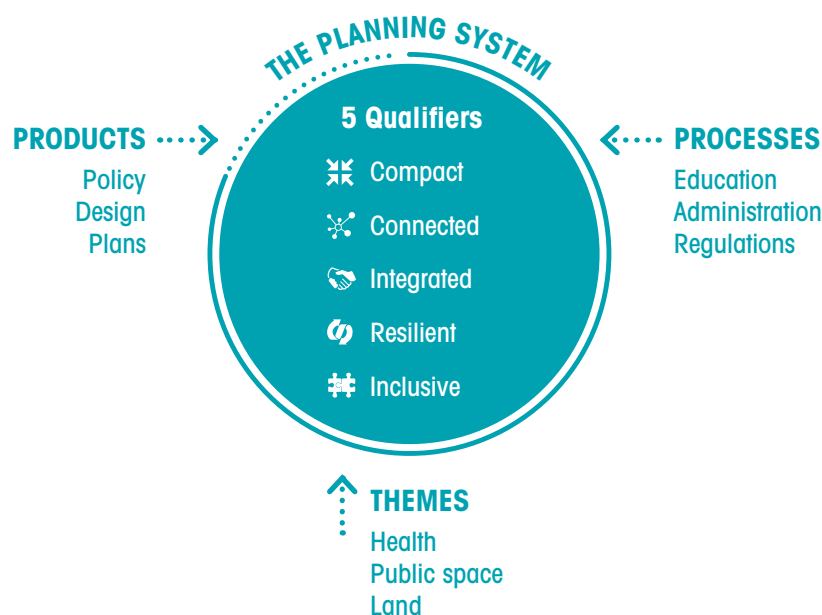 THE PLANNING SYSTEM
5 Qualifiers
Compact
Connected
Integrated
Resilient
Inclusive
PRODUCTS
Policy
Design
Plans
PROCESSES
Education
Administration
Regulations
THEMES
Health
Public space
Land